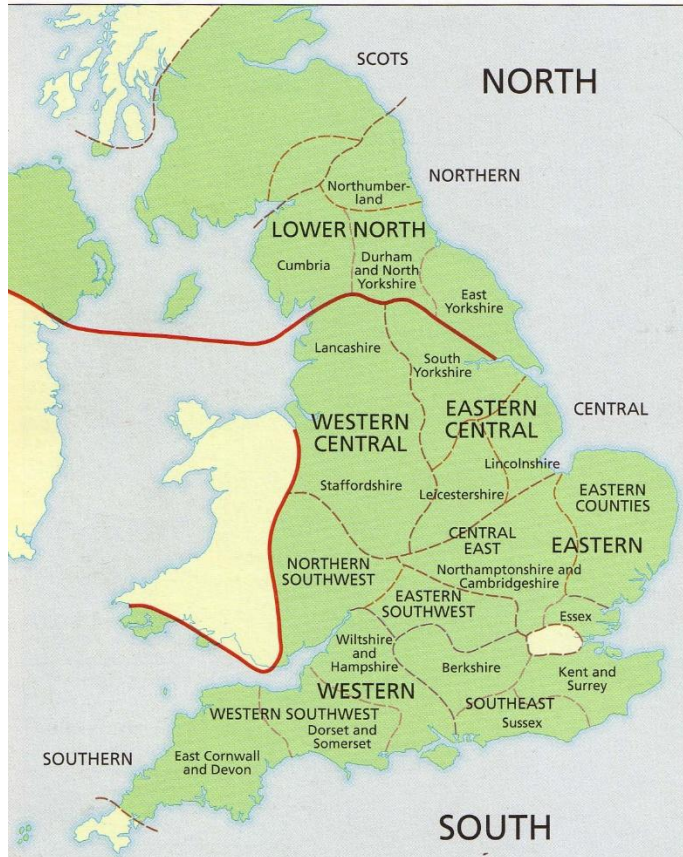 SCOTS
NORTH
Northumber-
land
NORTHERN
LOWER NORTH
Cumbria
Durham
and North
Yorkshire
East
Yorkshire
Lancashire
South
Yorkshire
WESTERN
CENTRAL
EASTERN
CENTRAL
CENTRAL
Lincolnshire
Staffordshire
Leicestershire
EASTERN
COUNTIES
CENTRAL
EAST
EASTERN
NORTHERN
SOUTHWEST
Northamptonshire and
Cambridgeshire
EASTERN
SOUTHWEST
Essex
Wiltshire
and
Hampshire
Berkshire
Kent and
Surrey
WESTERN
SOUTHEAST
Sussex
WESTERN SOUTHWEST
Dorset and
Somerset
SOUTHERN
East Cornwall
and Devon
SOUTH